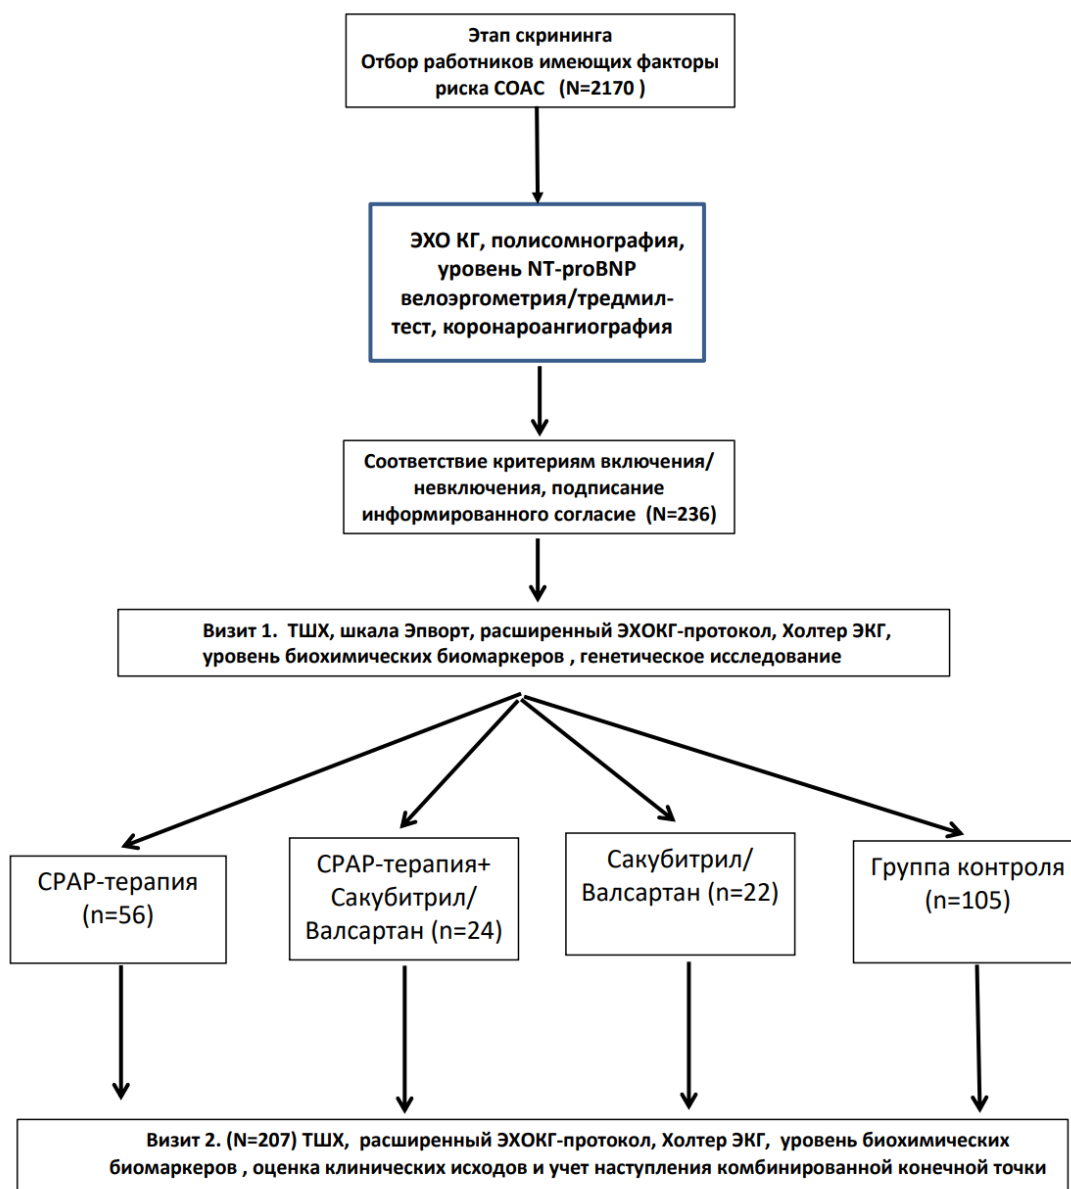 Этап скрининга
Отбор работников имеющих факторы
риска СОАС (N=2170 )
ЭХО КГ, полисомнография,
уровень NT-proBNP
велоэргометрия/тредмил-
тест, коронароангиография
Соответствие критериям включения/
невключения, подписание
информированного согласие (N=236)
Визит 1. ТШХ, шкала Эпворт, расширенный ЭХОКГ-протокол, Холтер ЭКГ,
уровень биохимических биомаркеров , генетическое исследование
CPAP-терапия
(n=56)
CPAP-терапия+
Сакубитрил/
Валсартан (n=24)
Сакубитрил/
Валсартан (n=22)
Группа контроля
(n=105)
Визит 2. (N=207) ТШХ, расширенный ЭХОКГ-протокол, Холтер ЭКГ, уровень биохимических
биомаркеров , оценка клинических исходов и учет наступления комбинированной конечной точки